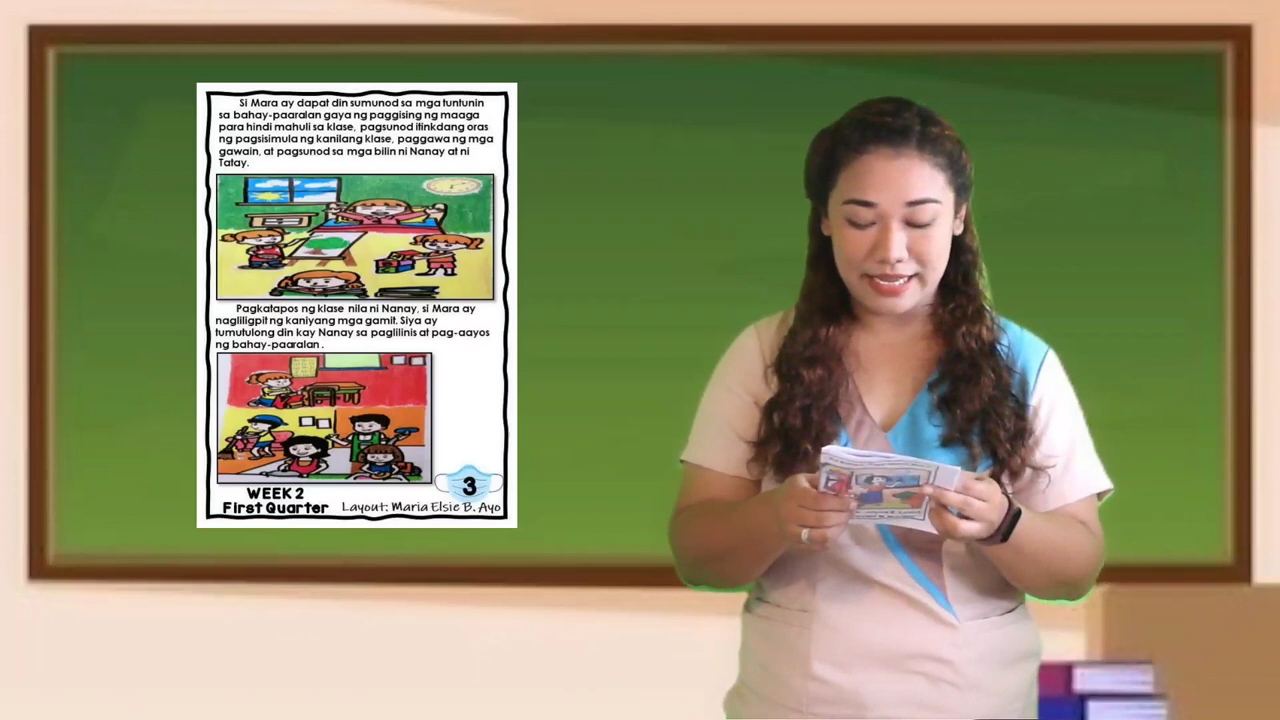 Si Mara ay dapat din sumunod sa mga tuntunin
sa bahay-paaralan gaya ng paggising ng maaga
para hindi mahuli sa klase, pagsunod itinkdang oras
ng pagsisimula ng kanilang klase, paggawa ng mga
gawain, at pagsunod sa mga bilin ni Nanay at ni
Tatay.
Pagkatapos ng klase nila ni Nanay, si Mara ay
nagliligpit ng kaniyang mga gamit. Siya ay
tumutulong din kay Nanay sa paglilinis at pag-aayos
ng bahay-paaralan.
3
WEEK 2
First Quarter
Layout: Maria Elsie B. Ayo